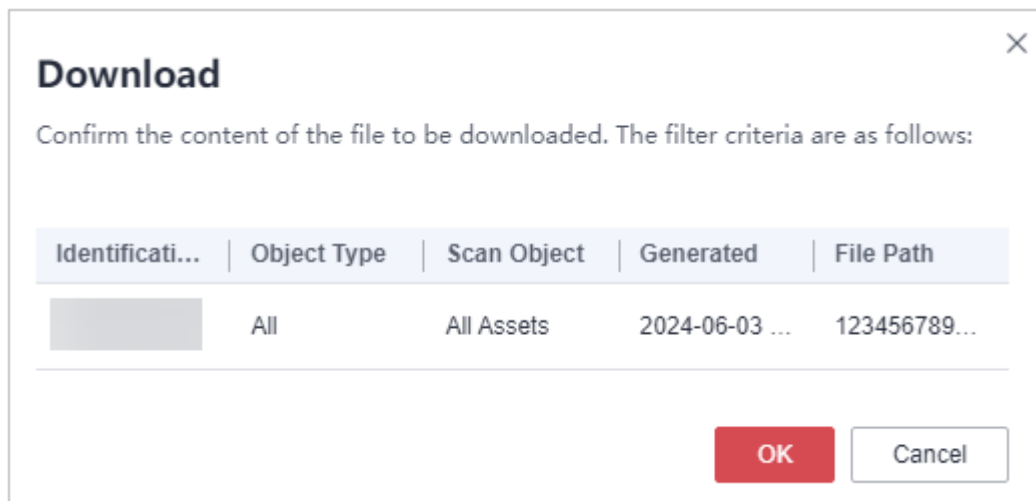 Download
Confirm the content of the file to be downloaded. The filter criteria are as follows:
Identificati... Object Type Scan Object Generated File Path
All All Assets 2024-06-03 ... 123456789...
OK Cancel